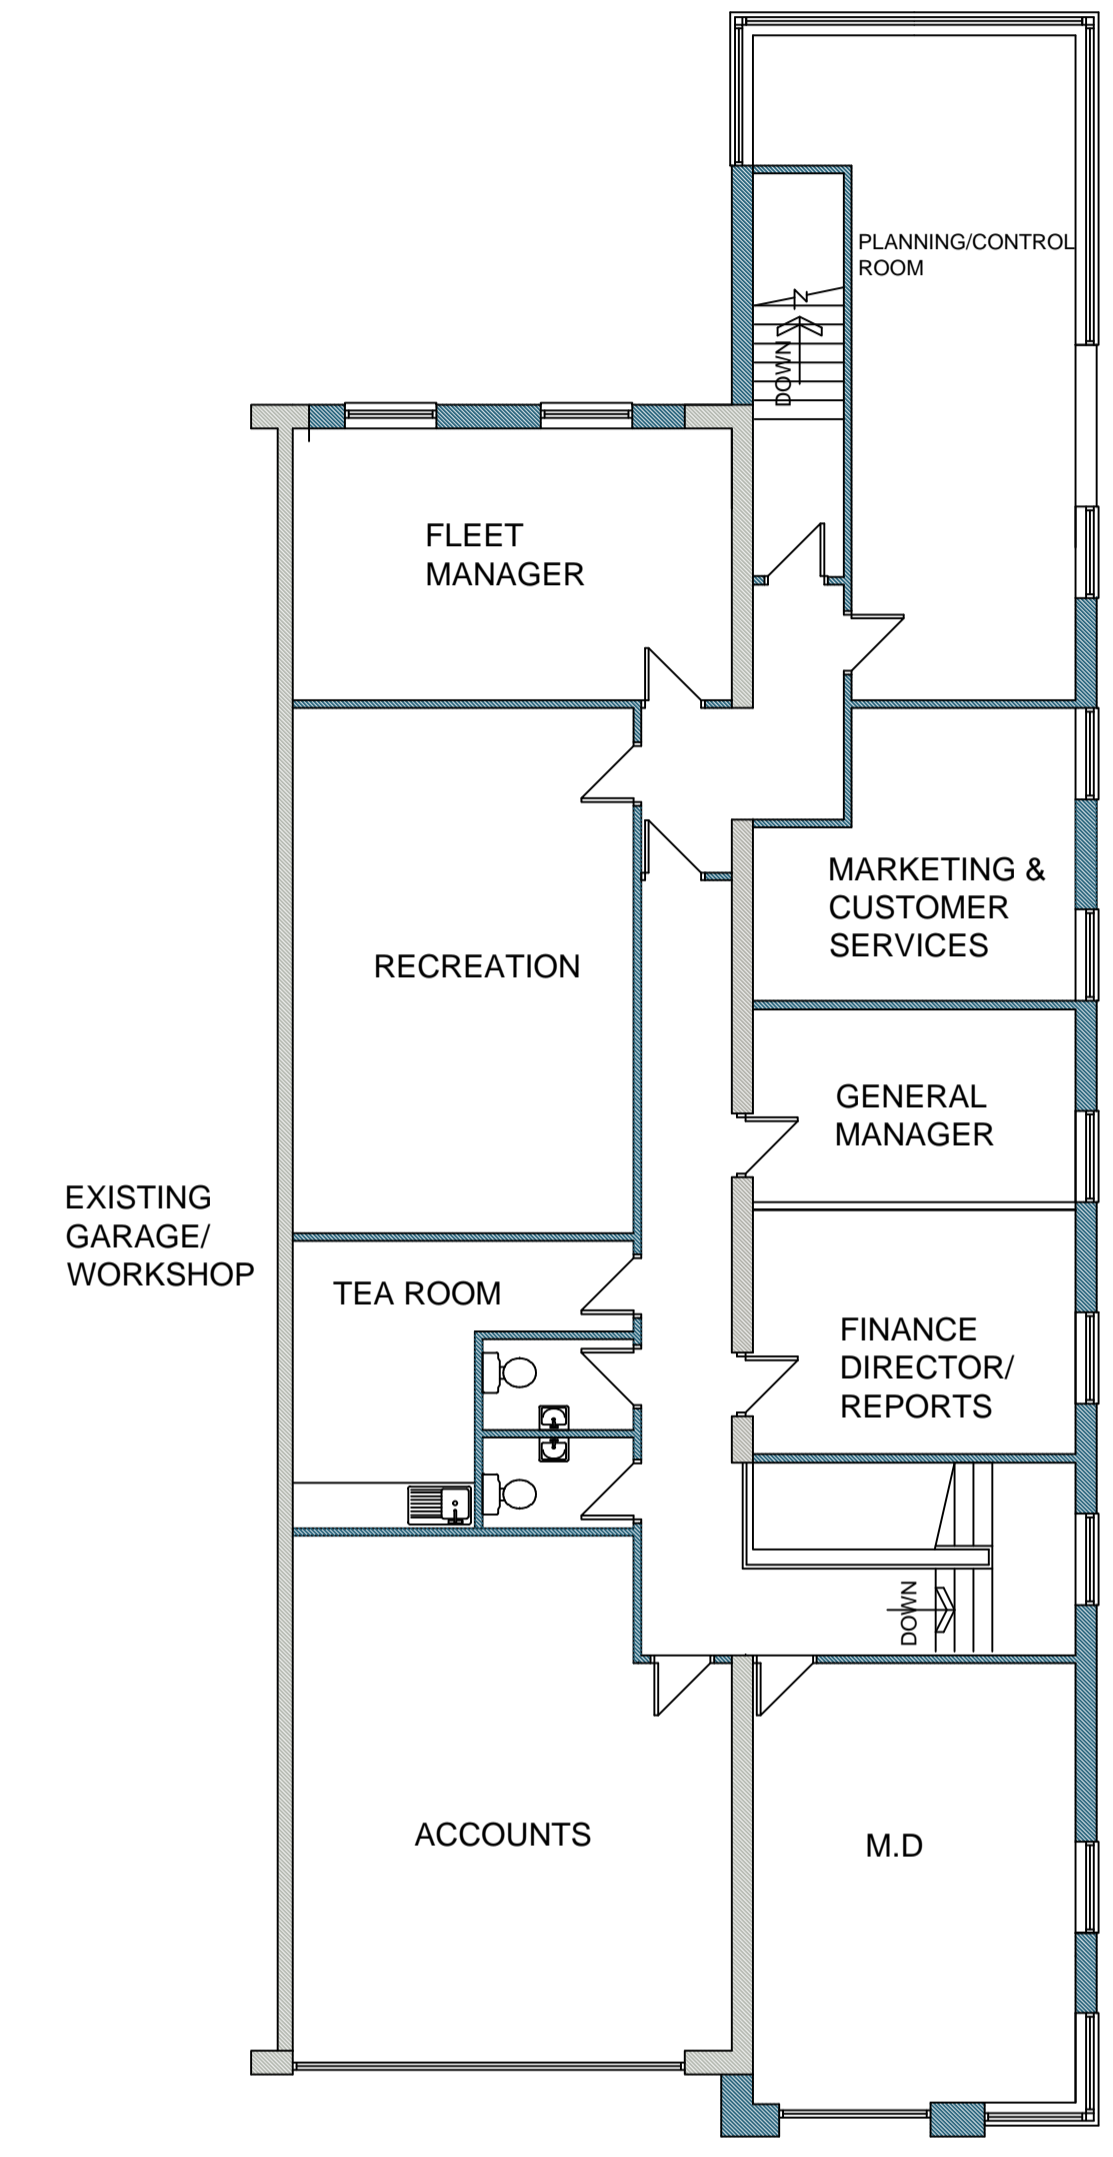 PLANNING/CONTROL
ROOM
DOWN
FLEET
MANAGER
MARKETING &
CUSTOMER
SERVICES
RECREATION
GENERAL
MANAGER
EXISTING
GARAGE/
WORKSHOP
TEA ROOM
FINANCE
DIRECTOR/
REPORTS
DOWN
ACCOUNTS
M.D